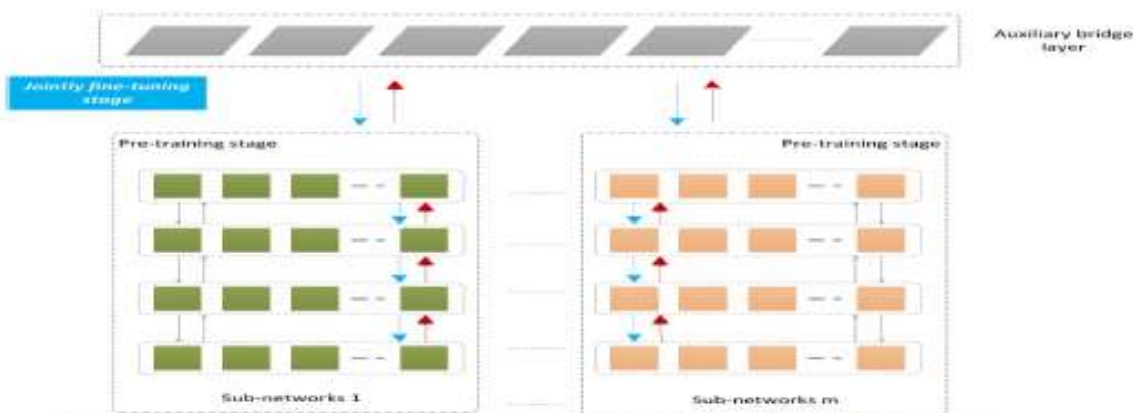 Auxiliary bridge
layer
Jointly fine-tuning
stage
Pre-training stage
Pre-training stage
Sub-networks 1
Sub-networks m